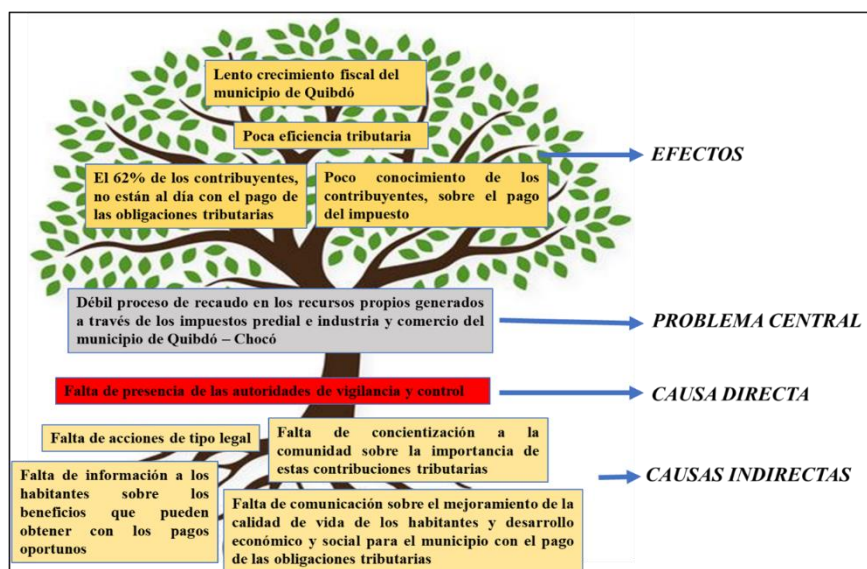 Lento crecimiento fiscal del
municipio de Quibdó
Poca eficiencia tributaria
EFECTOS
El 62% de los contribuyentes,
no están al día con el pago de
las obligaciones tributarias
Poco conocimiento de los
contribuyentes, sobre el pago
del impuesto
Débil proceso de recaudo en los recursos propios generados
a través de los impuestos predial e industria y comercio del
municipio de Quibdó – Chocó
PROBLEMA CENTRAL
Falta de presencia de las autoridades de vigilancia y control
CAUSA DIRECTA
Falta de acciones de tipo legal
Falta de concientización a la
comunidad sobre la importancia de
estas contribuciones tributarias
CAUSAS INDIRECTAS
Falta de información a los
habitantes sobre los
beneficios que pueden
obtener con los pagos
oportunos
Falta de comunicación sobre el mejoramiento de la
calidad de vida de los habitantes y desarrollo
económico y social para el municipio con el pago
de las obligaciones tributarias